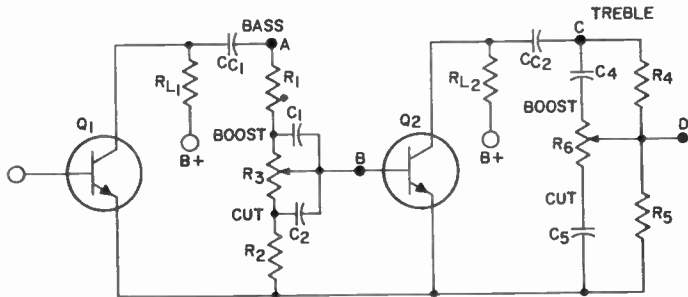 BASS
TREBLE
A
C
CC1
CC2
RL1
R1
RL2
C4
R4
Q1
C1
Q2
BOOST
BOOST
B+
B
B+
R6
D
R3
CUT
CUT
C2
C5
R5
R2